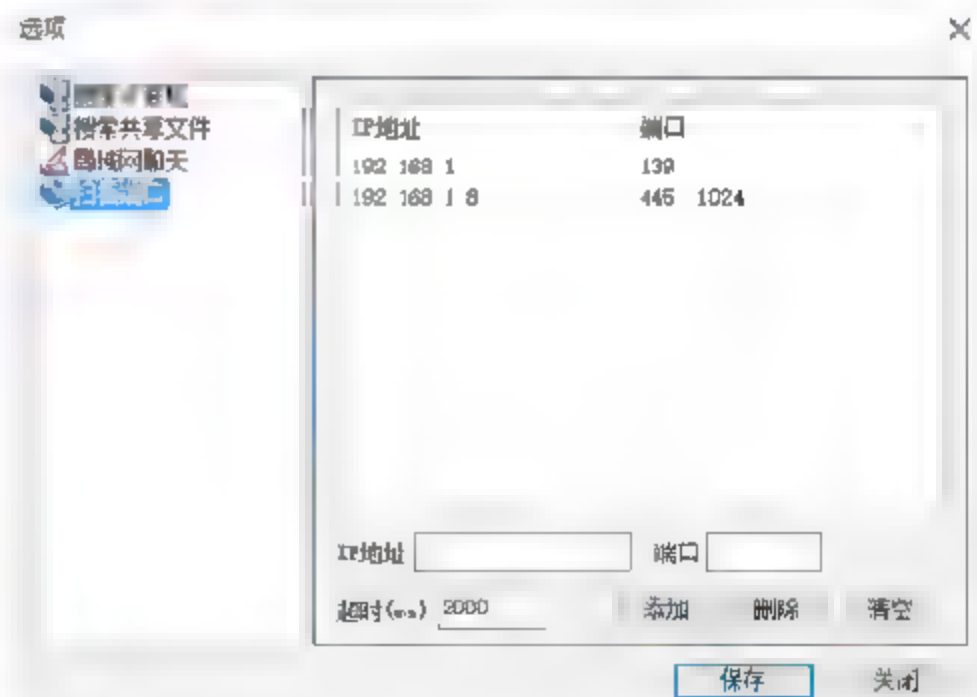 选项
搜索共享文件
局域网聊天
IP地址 端口
192 168 1 139
192 168 1 8 445 1024
IP地址 端口
超时(ms) 2000 添加 删除 清空
保存 关闭